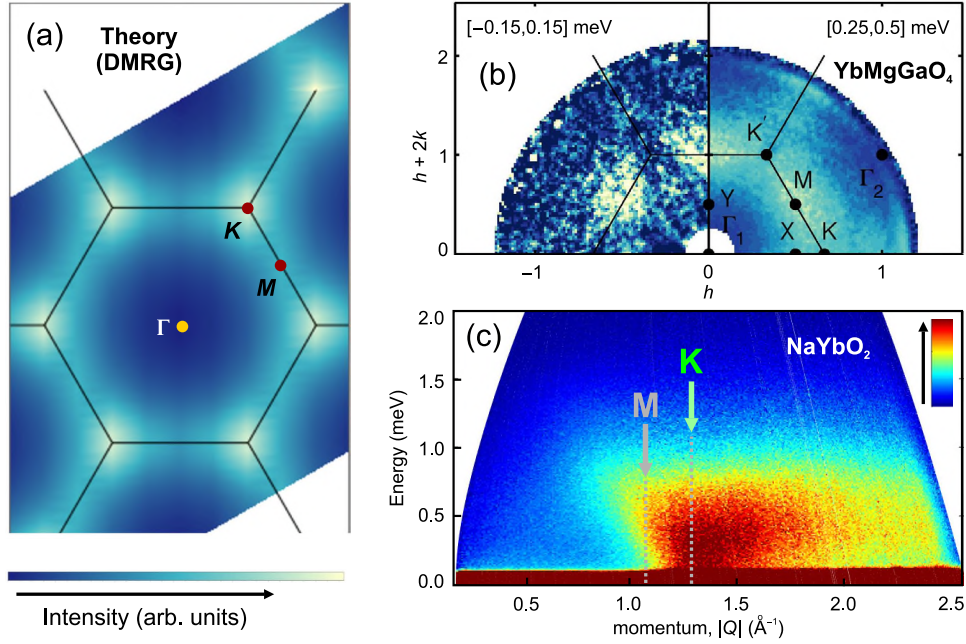 (a)
Theory
(DMRG)
K
M
Γ
Intensity (arb. units)
[−0.15,0.15] meV
[0.25,0.5] meV
(b)
YbMgGaO₄
h + 2k
2
1
0
K′
M
Γ₂
Y
Γ₁
X
K
−1
0
1
h
(c)
NaYbO₂
K
M
Energy (meV)
2.0
1.5
1.0
0.5
0.0
0.5
1.0
1.5
2.0
2.5
momentum, |Q| (Å⁻¹)